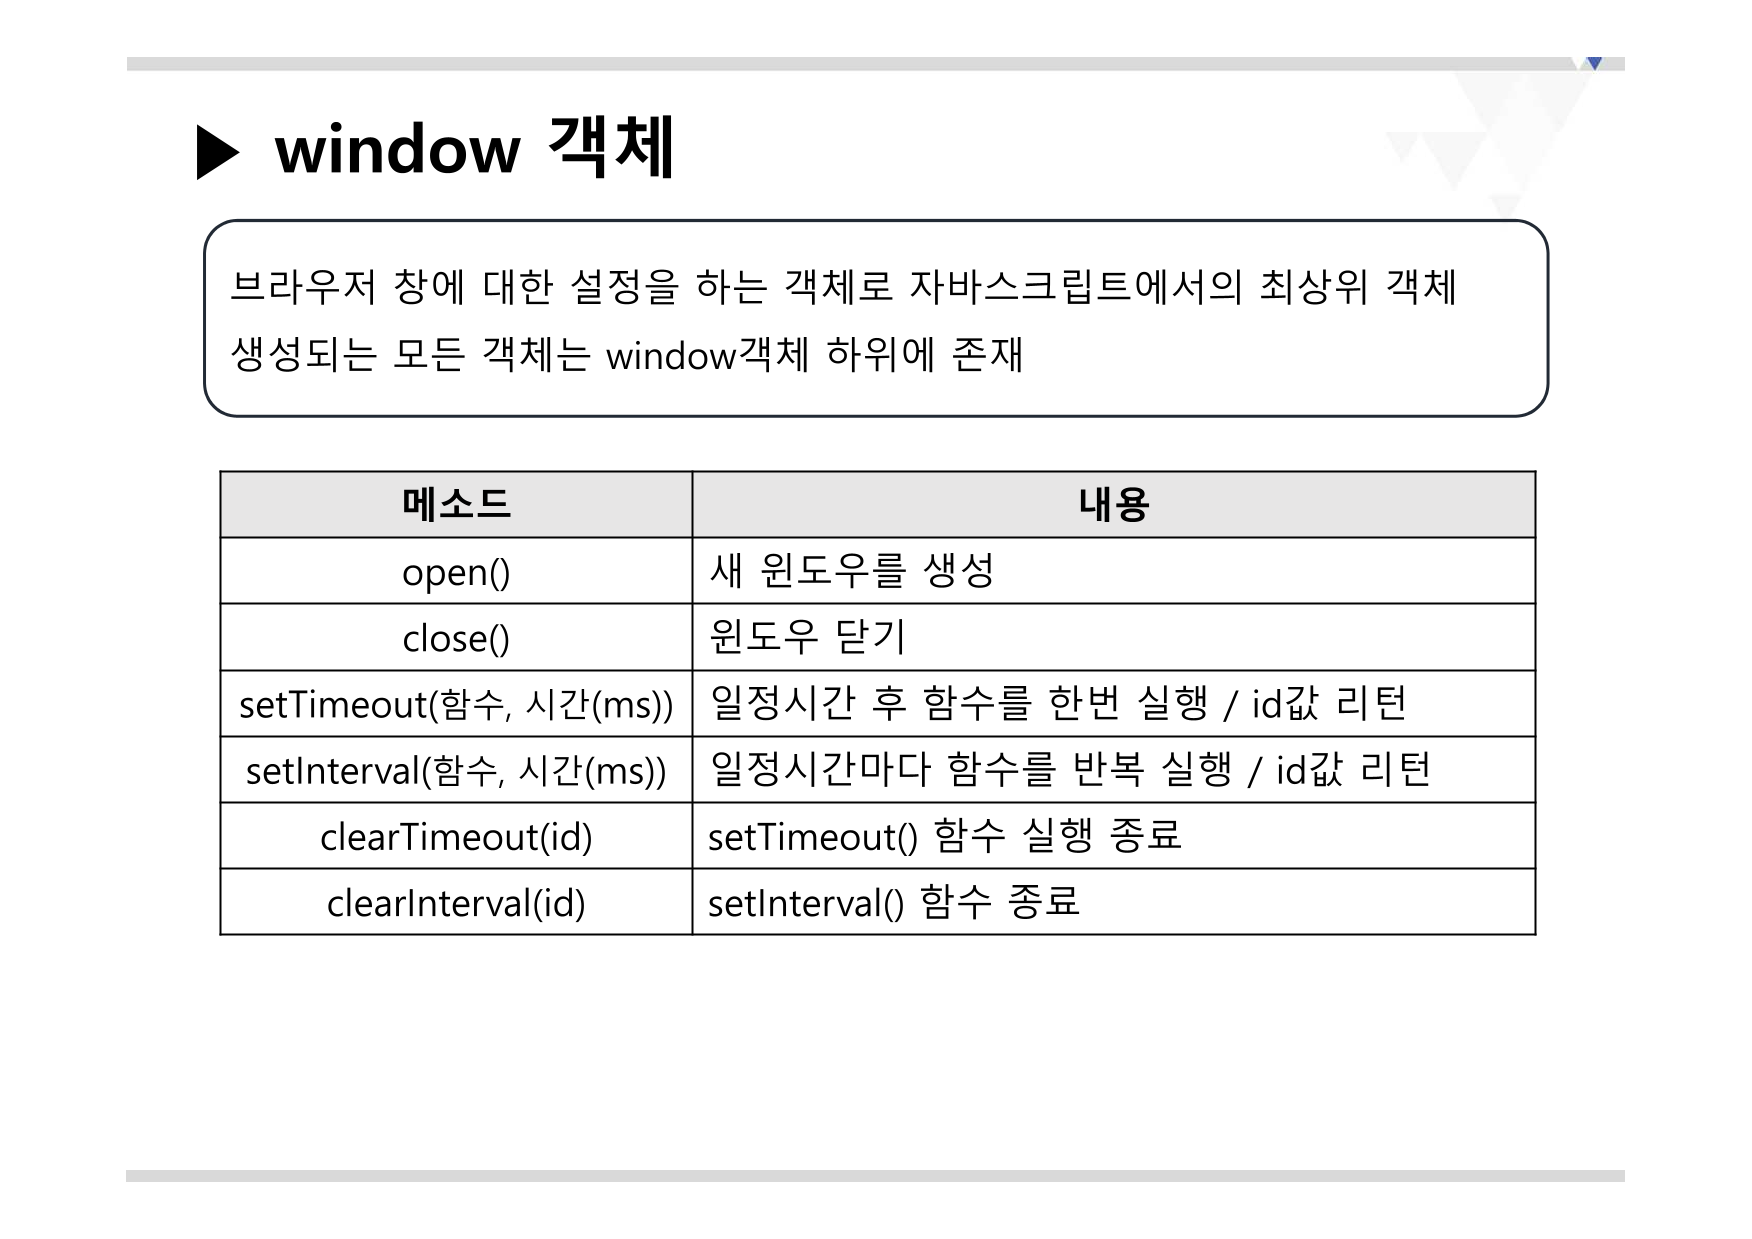 window 객체
브라우저 창에 대한 설정을 하는 객체로 자바스크립트에서의 최상위 객체
생성되는 모든 객체는 window객체 하위에 존재
메소드 내용
open() 새 윈도우를 생성
close() 윈도우 닫기
setTimeout(함수, 시간(ms)) 일정시간 후 함수를 한번 실행 / id값 리턴
setInterval(함수, 시간(ms)) 일정시간마다 함수를 반복 실행 / id값 리턴
clearTimeout(id) setTimeout() 함수 실행 종료
clearInterval(id) setInterval() 함수 종료